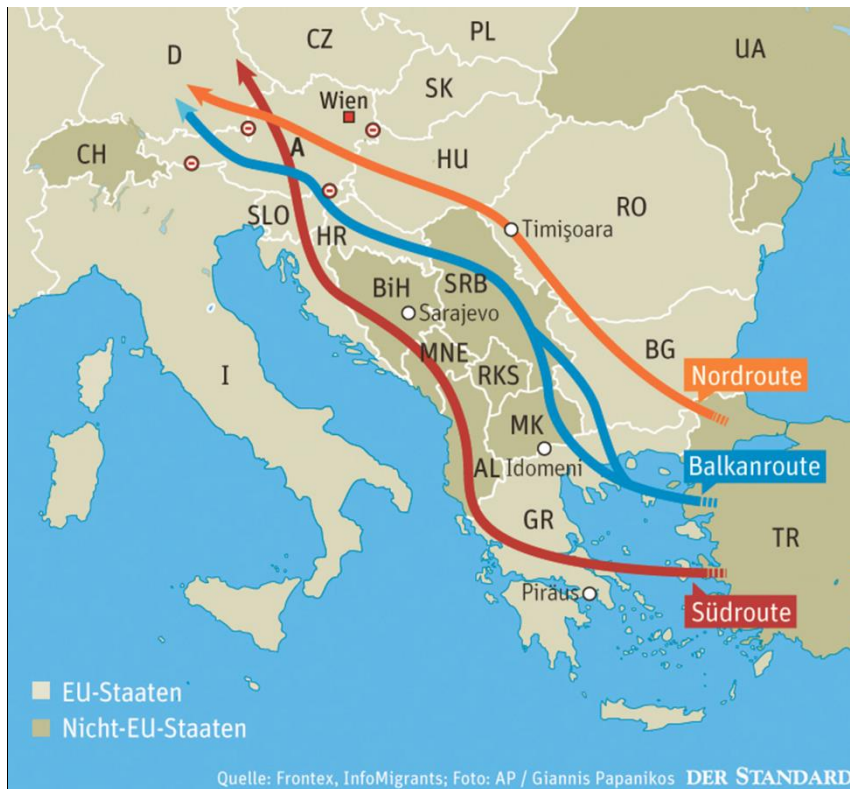 PL
CZ
UA
D
SK
Wien
CH
A
HU
RO
SLO
HR
Timişoara
SRB
BiH
Sarajevo
MNE
BG
RKS
I
Nordroute
MK
Balkanroute
AL
Idomeni
GR
TR
Piräus
Südroute
EU-Staaten
Nicht-EU-Staaten
Quelle: Frontex, InfoMigrants; Foto: AP / Giannis Papanikos DER STANDARD